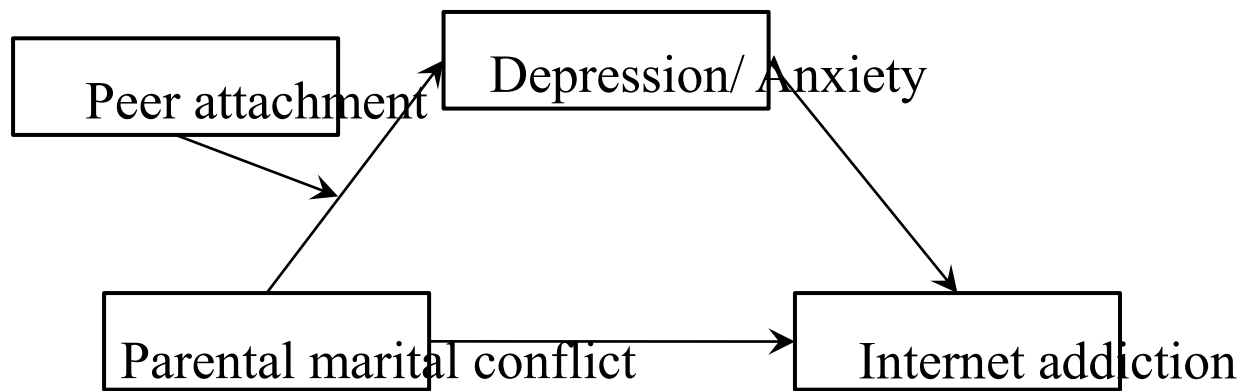 Depression/ Anxiety
Peer attachment
Parental marital conflict
Internet addiction